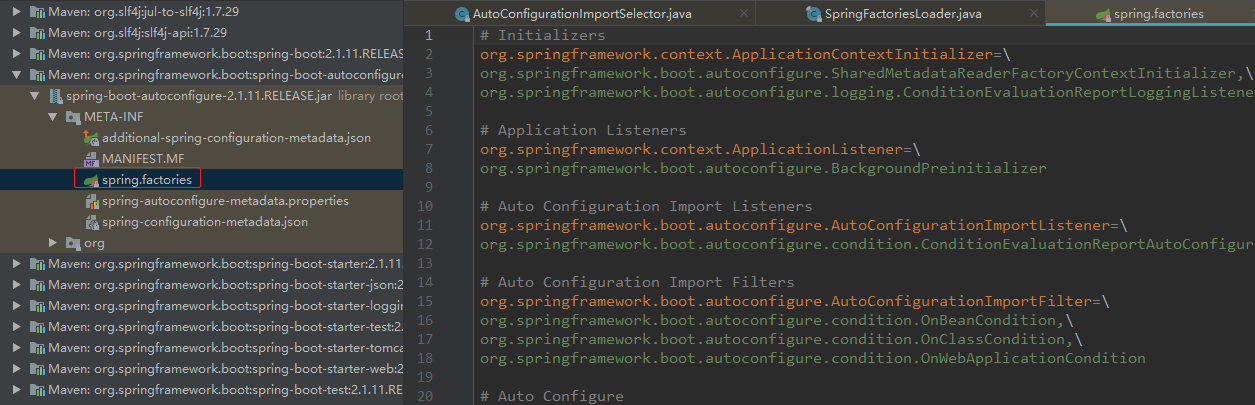 Maven: org.slf4j:jul-to-slf4j:1.7.29
Maven: org.slf4j:slf4j-api:1.7.29
Maven: org.springframework.boot:spring-boot:2.1.11.RELEAS
Maven: org.springframework.boot:spring-boot-autoconfigure
spring-boot-autoconfigure-2.1.11.RELEASE.jar library root
META-INF
additional-spring-configuration-metadata.json
MANIFEST.MF
spring.factories
spring-autoconfigure-metadata.properties
spring-configuration-metadata.json
org
Maven: org.springframework.boot:spring-boot-starter:2.1.11
Maven: org.springframework.boot:spring-boot-starter-json:2
Maven: org.springframework.boot:spring-boot-starter-loggin
Maven: org.springframework.boot:spring-boot-starter-test:2.
Maven: org.springframework.boot:spring-boot-starter-tomca
Maven: org.springframework.boot:spring-boot-starter-web:2
Maven: org.springframework.boot:spring-boot-test:2.1.11.RE
AutoConfigurationImportSelector.java SpringFactoriesLoader.java spring.factories
1 # Initializers
2 org.springframework.context.ApplicationContextInitializer=\
3 org.springframework.boot.autoconfigure.SharedMetadataReaderFactoryContextInitializer,\
4 org.springframework.boot.autoconfigure.logging.ConditionEvaluationReportLoggingListene
5
6 # Application Listeners
7 org.springframework.context.ApplicationListener=\
8 org.springframework.boot.autoconfigure.BackgroundPreinitializer
9
10 # Auto Configuration Import Listeners
11 org.springframework.boot.autoconfigure.AutoConfigurationImportListener=\
12 org.springframework.boot.autoconfigure.condition.ConditionEvaluationReportAutoConfigur
13
14 # Auto Configuration Import Filters
15 org.springframework.boot.autoconfigure.AutoConfigurationImportFilter=\
16 org.springframework.boot.autoconfigure.condition.OnBeanCondition,\
17 org.springframework.boot.autoconfigure.condition.OnClassCondition,\
18 org.springframework.boot.autoconfigure.condition.OnWebApplicationCondition
19
20 # Auto Configure